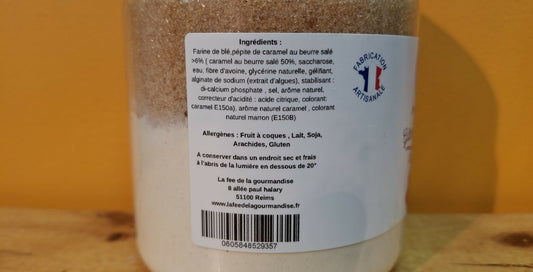 Ingrédients :
Farine de blé,pépite de caramel au beurre salé
>6% ( caramel au beurre salé 50%, saccharose,
eau, fibre d'avoine, glycérine naturelle, gélifiant,
alginate de sodium (extrait d'algues), stabilisant :
di-calcium phosphate , sel, arôme naturel,
correcteur d'acidité : acide citrique, colorant:
caramel E150a), arôme naturel caramel , colorant
naturel marron (E150B)
Allergènes : Fruit à coques , Lait, Soja,
Arachides, Gluten
A conserver dans un endroit sec et frais
à l'abris de la lumière en dessous de 20°
La fee de la gourmandise
8 allée paul halary
51100 Reims
www.lafeedelagourmandise.fr
0605848529357
FABRICATION
ARTISANALE